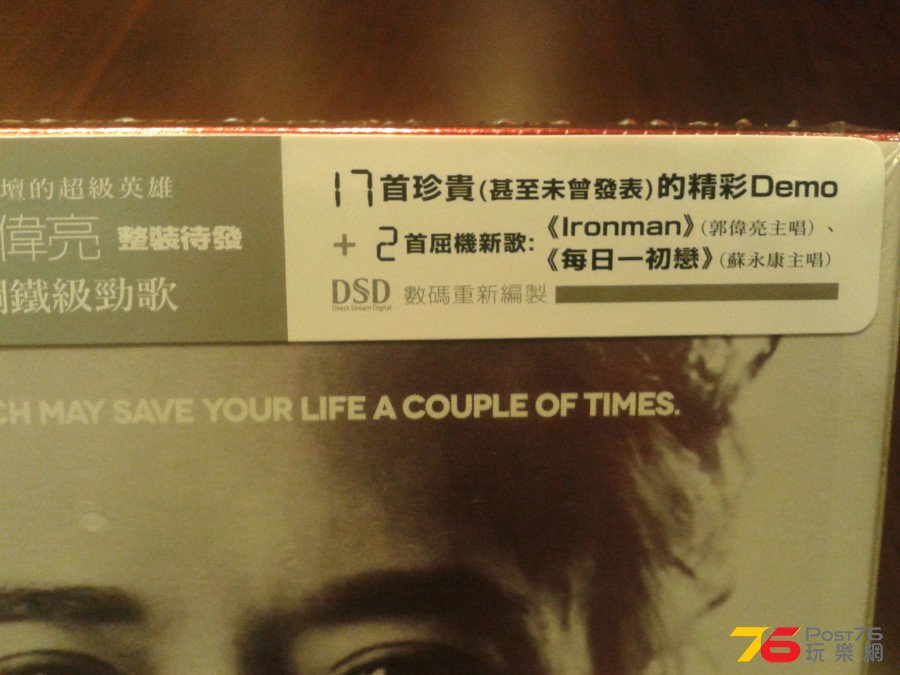 壇的超級英雄
偉亮 整裝待發
鐵級勁歌
17首珍貴(甚至未曾發表)的精彩Demo
+ 2首屈機新歌:《Ironman》(郭偉亮主唱)、
《每日一初戀》(蘇永康主唱)
DSD 數碼重新編製
Direct Stream Digital
CH MAY SAVE YOUR LIFE A COUPLE OF TIMES.
76 POST76
玩樂網